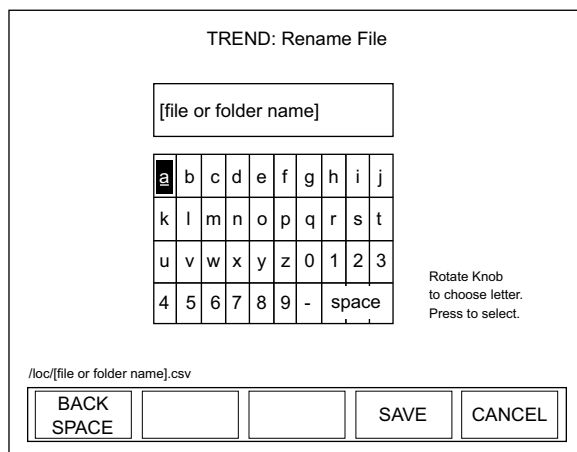 TREND: Rename File
[file or folder name]
a b c d e f g h i j
k l m n o p q r s t
u v w x y z 0 1 2 3
4 5 6 7 8 9 - space
Rotate Knob
to choose letter.
Press to select.
/loc/[file or folder name].csv
BACK
SPACE
SAVE
CANCEL